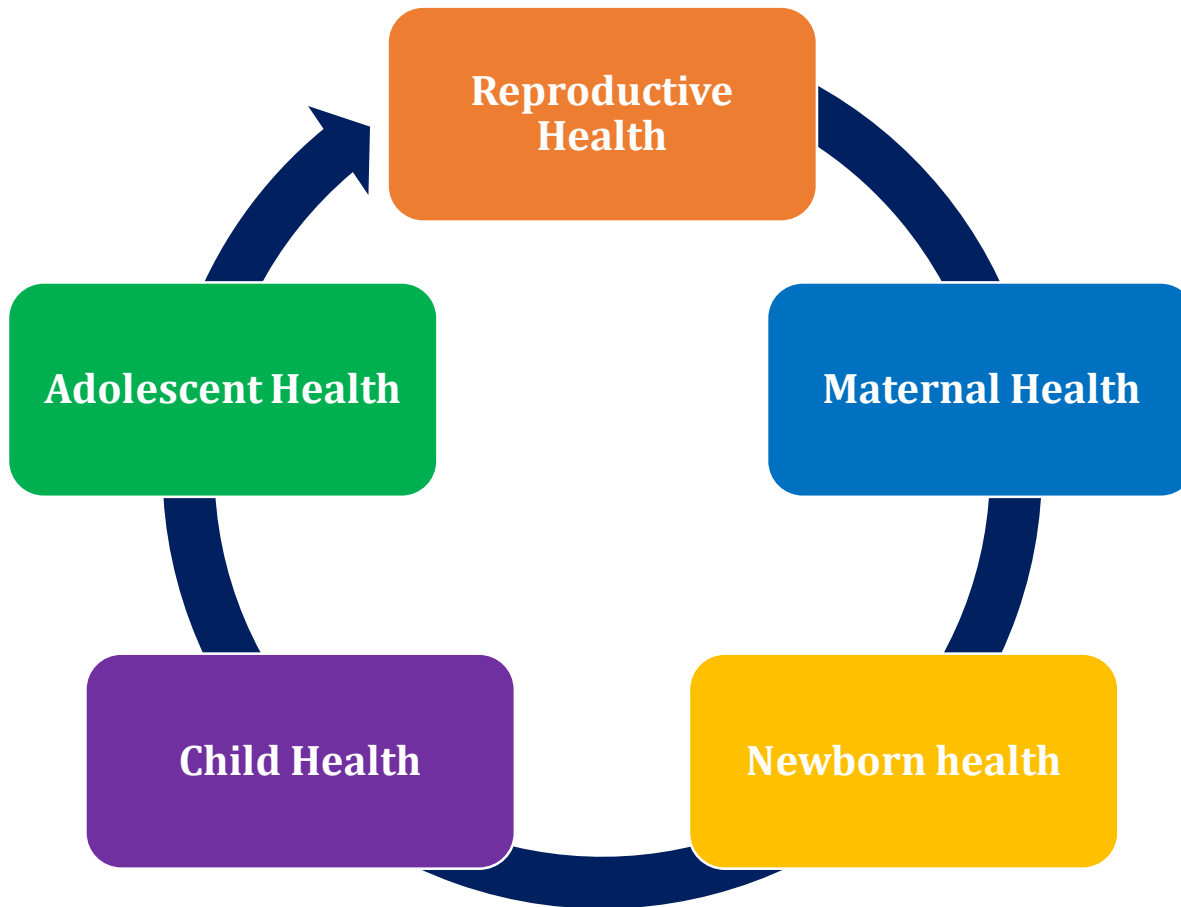 Reproductive
Health
Maternal Health
Newborn health
Child Health
Adolescent Health